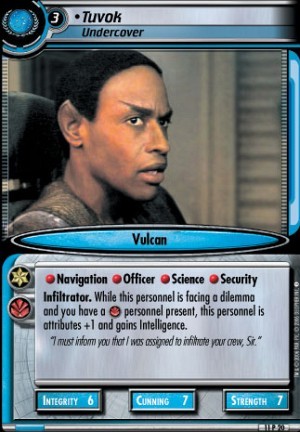 3 • Tuvok
Undercover
Vulcan
• Navigation • Officer • Science • Security
Infiltrator. While this personnel is facing a dilemma
and you have a personnel present, this personnel is
attributes +1 and gains Intelligence.
"I must inform you that I was assigned to infiltrate your crew, Sir."
INTEGRITY 6 CUNNING 7 STRENGTH 7
11 P 20